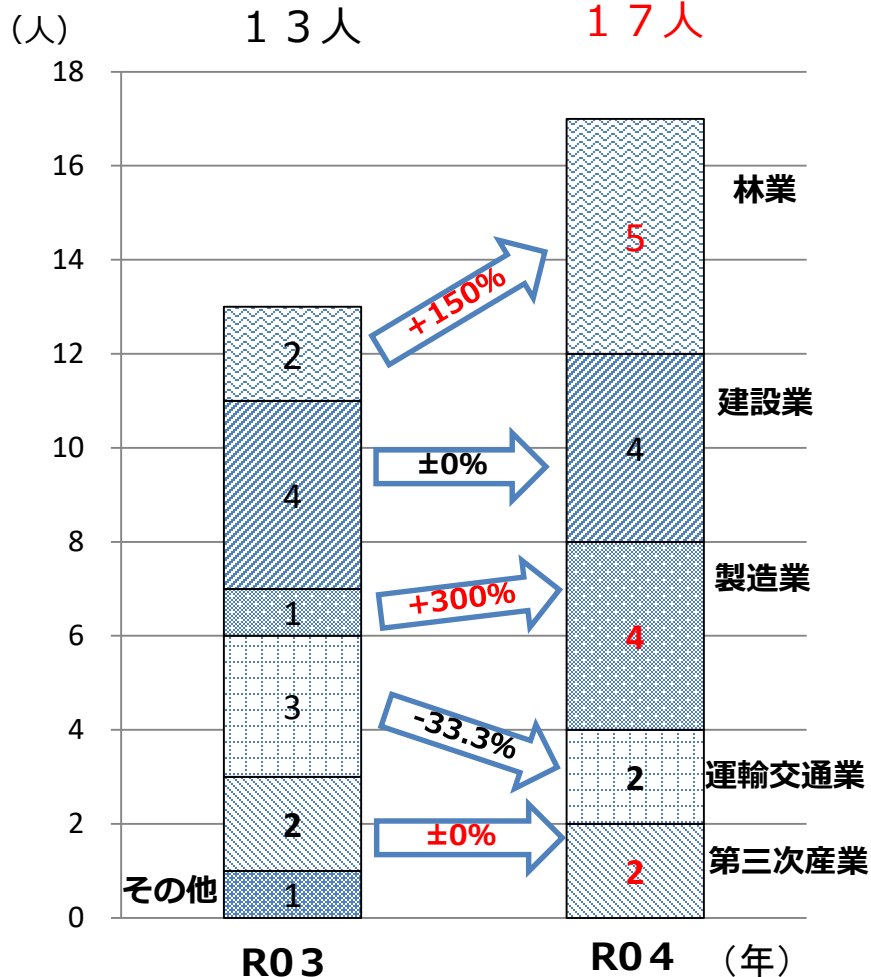 （人）
１３人
１７人
18
16
14
12
10
8
6
4
2
0
2
4
1
3
2
1
その他
+150%
±0%
+300%
-33.3%
±0%
5
4
4
2
2
林業
建設業
製造業
運輸交通業
第三次産業
R0３
R0４
（年）